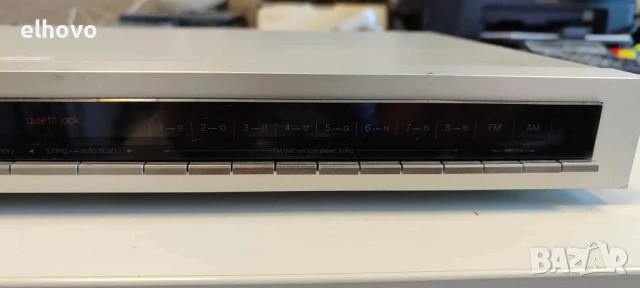 elhovo
quartz lock
1–9 2–10 3–11 4–12 5–13 6–14 7–15 8–16 FM AM
mory ◄ tuning — auto scan ►
FM/AM random preset tuning
BAZAR